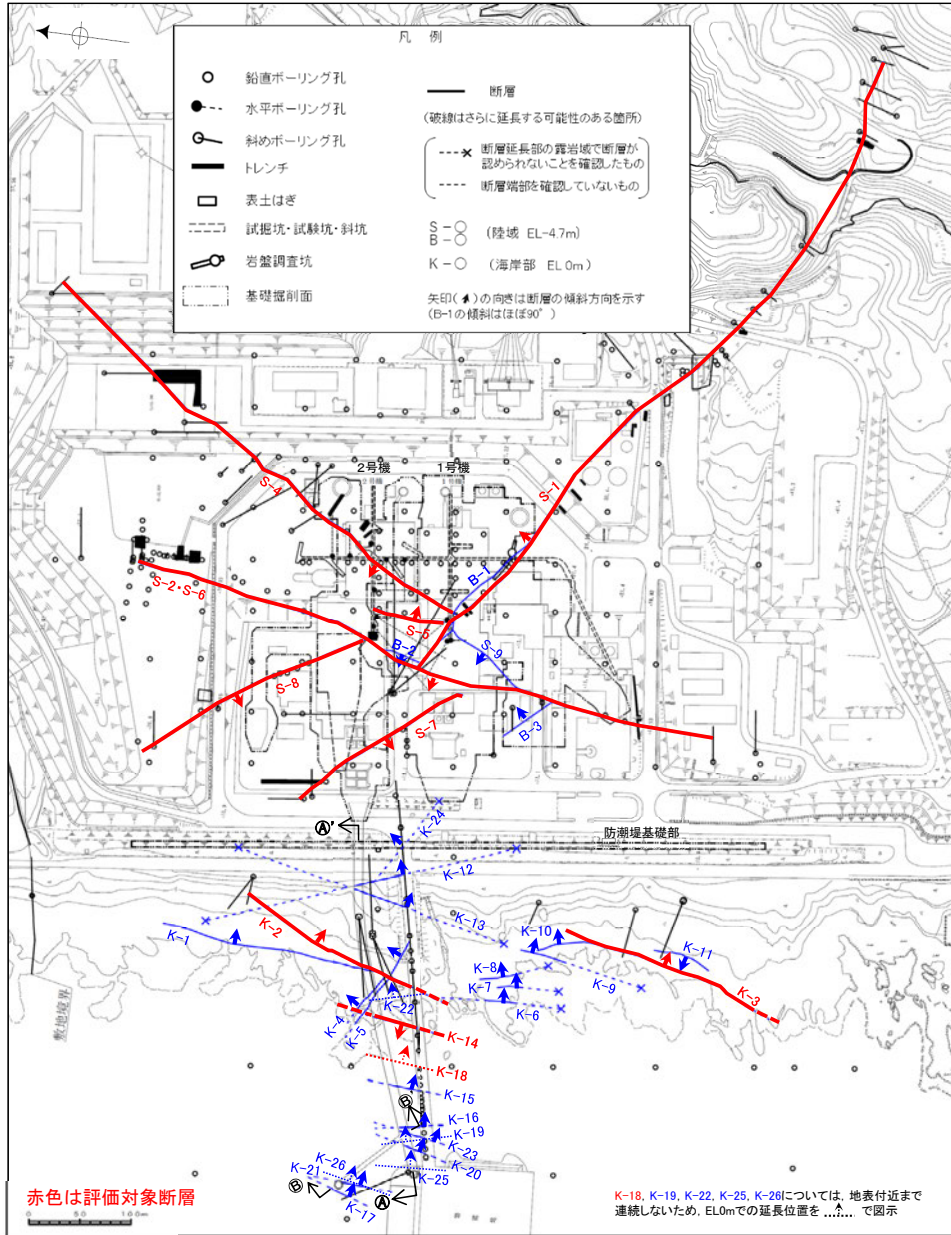 凡 例
鉛直ボーリング孔
水平ボーリング孔
斜めボーリング孔
トレンチ
表土はぎ
試掘坑・試験坑・斜坑
岩盤調査坑
基礎掘削面
断層
(破線はさらに延長する可能性のある箇所)
断層延長部の露岩域で断層が
認められないことを確認したもの
断層端部を確認していないもの
S-○ (陸域 EL-4.7m)
B-○
K-○ (海岸部 EL 0m)
矢印( )の向きは断層の傾斜方向を示す
(B-1の傾斜はほぼ90°)
2号機
1号機
S-4
S-1
S-2・S-6
B-1
S-5
B-2
S-9
S-8
S-7
B-3
K-24
Ⓐ'
防潮堤基礎部
K-12
K-13
K-2
K-1
K-10
K-11
K-8
K-7
K-9
K-6
K-3
K-22
K-4
K-5
K-14
K-18
K-15
Ⓑ
K-16
K-19
K-23
K-20
K-26
K-21
K-25
Ⓑ
K-17
Ⓐ
敷地境界
赤色は評価対象断層
0 50 100m
K-18, K-19, K-22, K-25, K-26については, 地表付近まで
連続しないため, EL0mでの延長位置を で図示